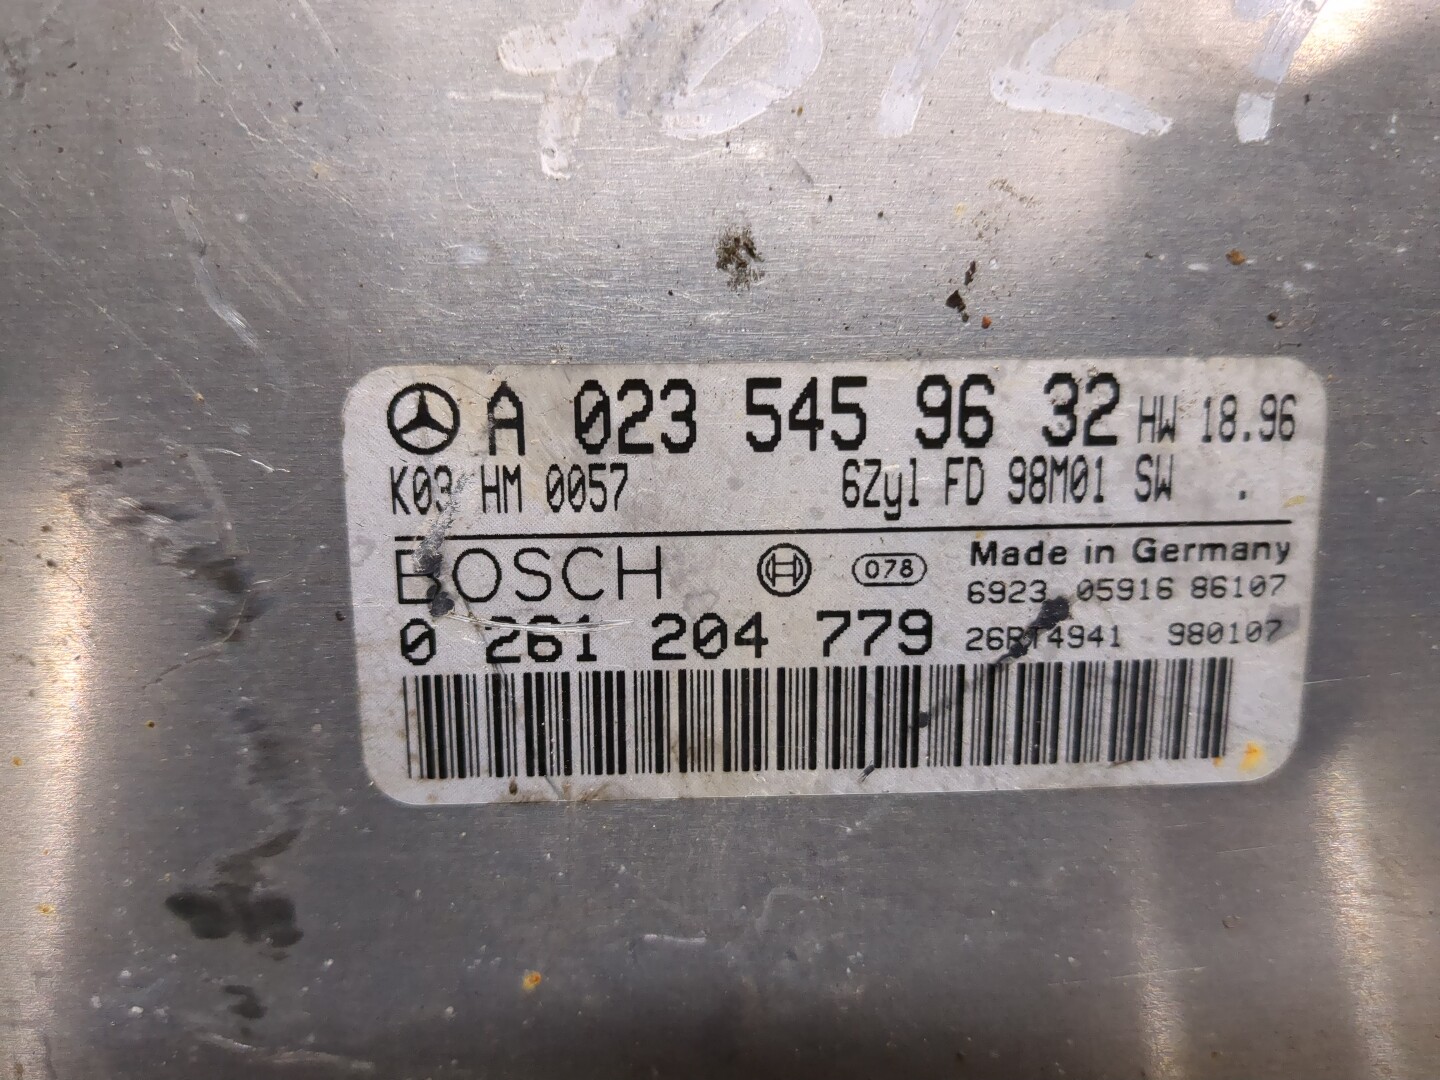 A 023 545 96 32 HW 18.96
K03 HM 0057 6Zyl FD 98M01 SW .
BOSCH 078 Made in Germany
6923 05916 86107
0 261 204 779 26RT4941 980107